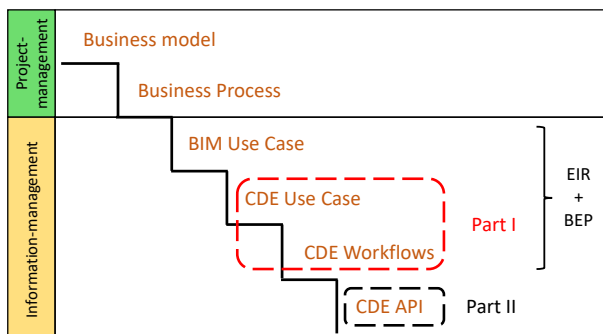 Project-
management
Business model
Business Process
Information-management
BIM Use Case
CDE Use Case
CDE Workflows
CDE API
Part I
Part II
EIR
+
BEP